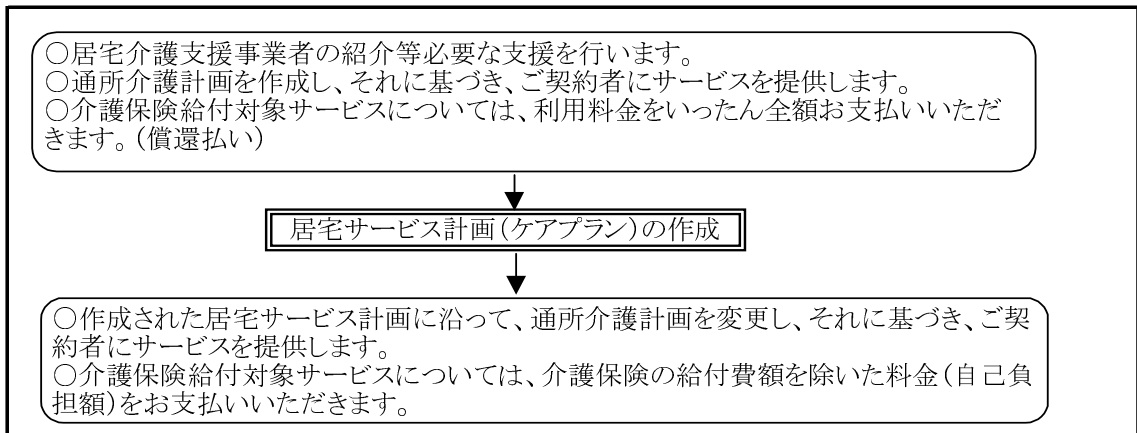 ○居宅介護支援事業者の紹介等必要な支援を行います。
○通所介護計画を作成し、それに基づき、ご契約者にサービスを提供します。
○介護保険給付対象サービスについては、利用料金をいったん全額お支払いいただ
きます。（償還払い）
居宅サービス計画（ケアプラン）の作成
○作成された居宅サービス計画に沿って、通所介護計画を変更し、それに基づき、ご契
約者にサービスを提供します。
○介護保険給付対象サービスについては、介護保険の給付費額を除いた料金（自己負
担額）をお支払いいただきます。